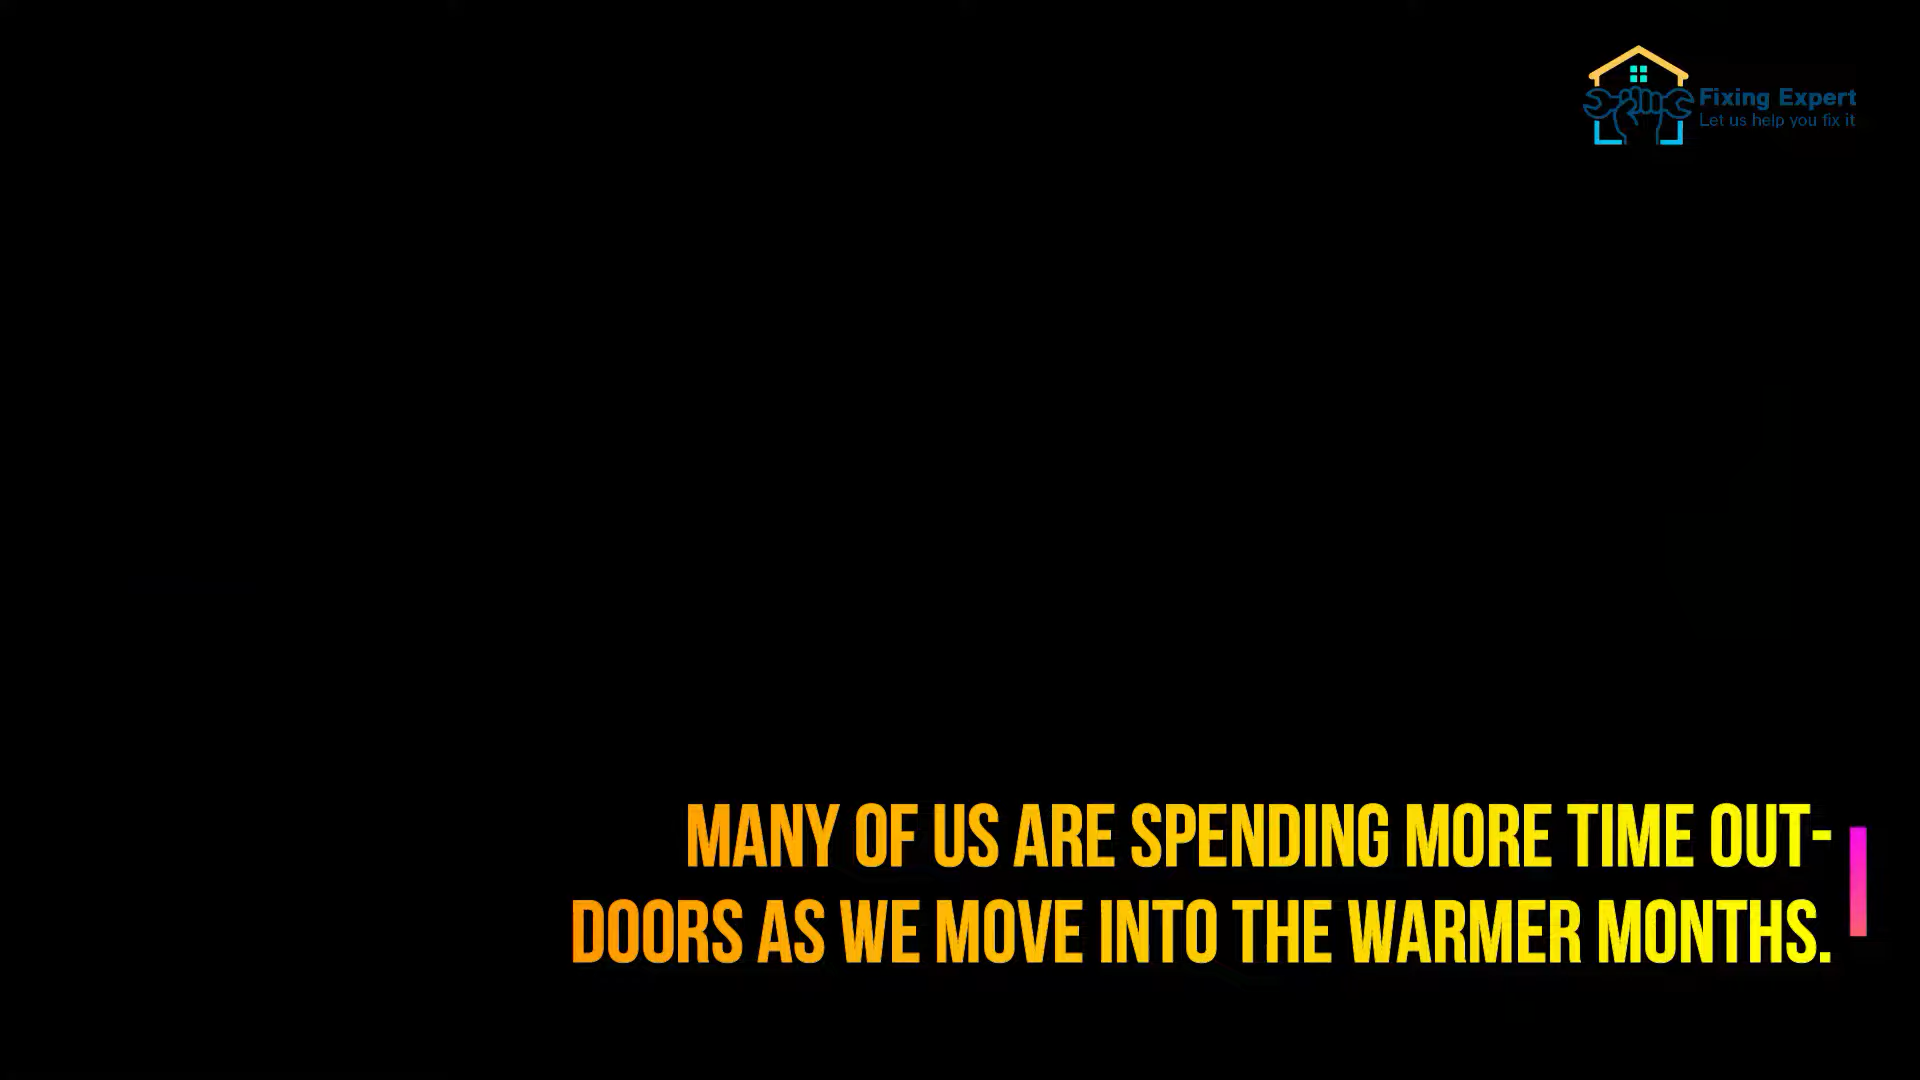 Fixing Expert
Let us help you fix it
MANY OF US ARE SPENDING MORE TIME OUT-
DOORS AS WE MOVE INTO THE WARMER MONTHS.